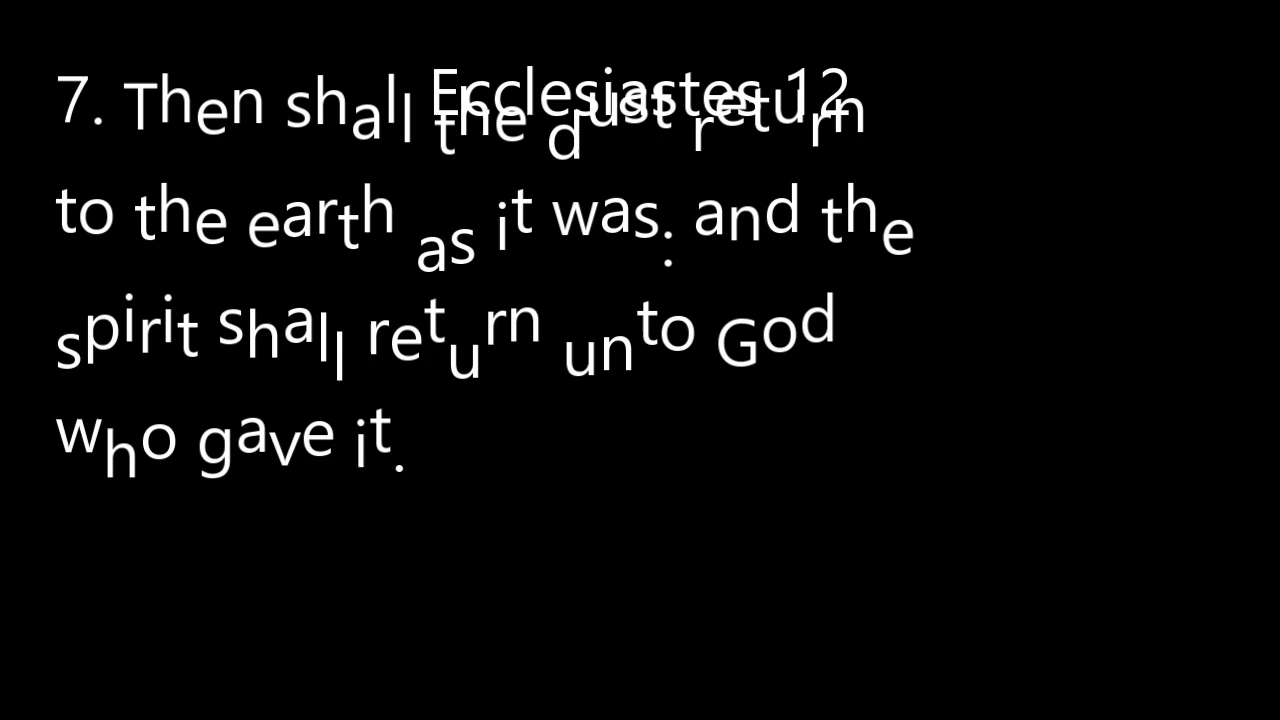 Ecclesiastes 12
7. Then shall the dust return
to the earth as it was: and the
spirit shall return unto God
who gave it.